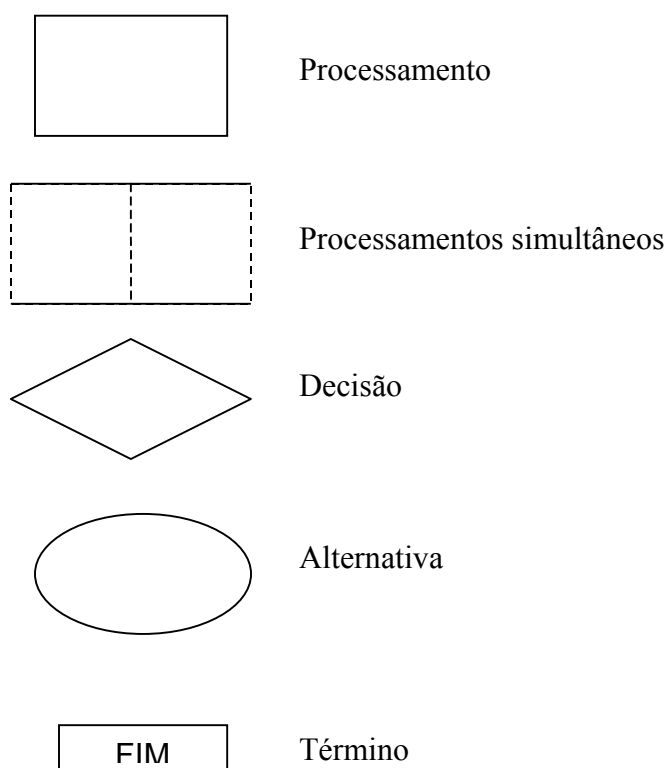 Processamento
Processamentos simultâneos
Decisão
Alternativa
FIM
Término